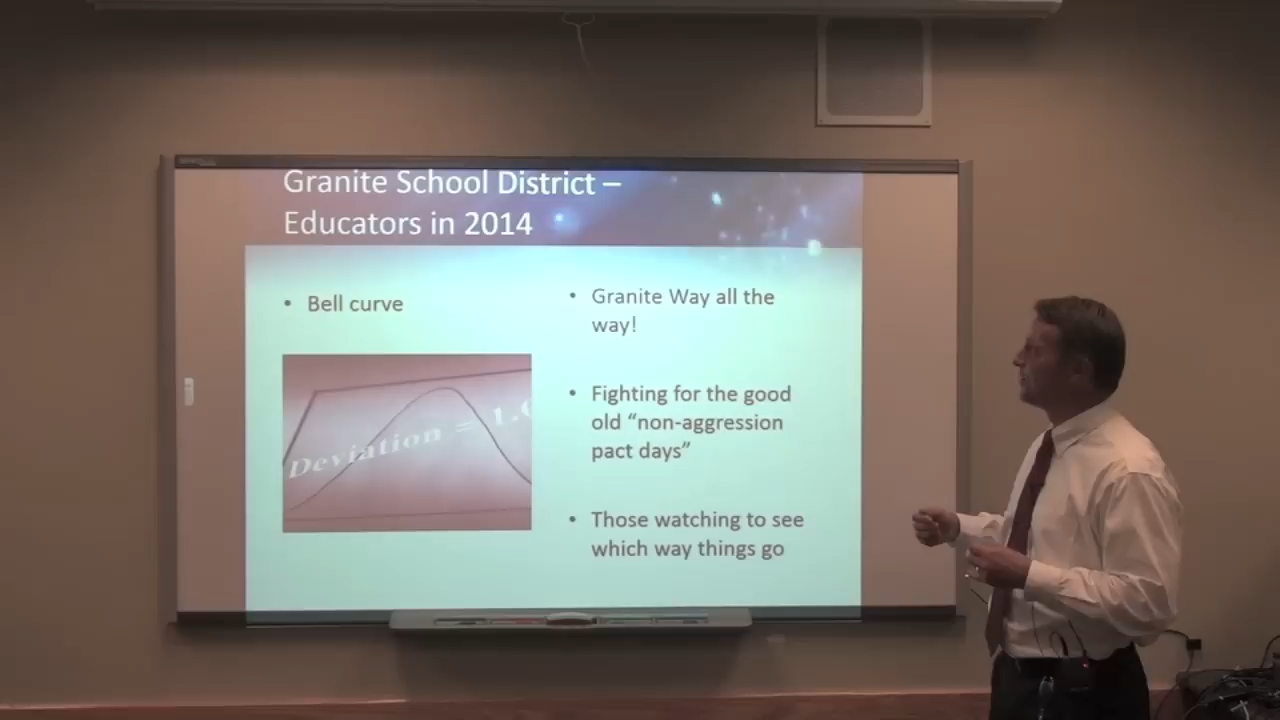 Granite School District –
Educators in 2014
• Bell curve
Deviation = 1.
• Granite Way all the
way!
• Fighting for the good
old “non-aggression
pact days”
• Those watching to see
which way things go